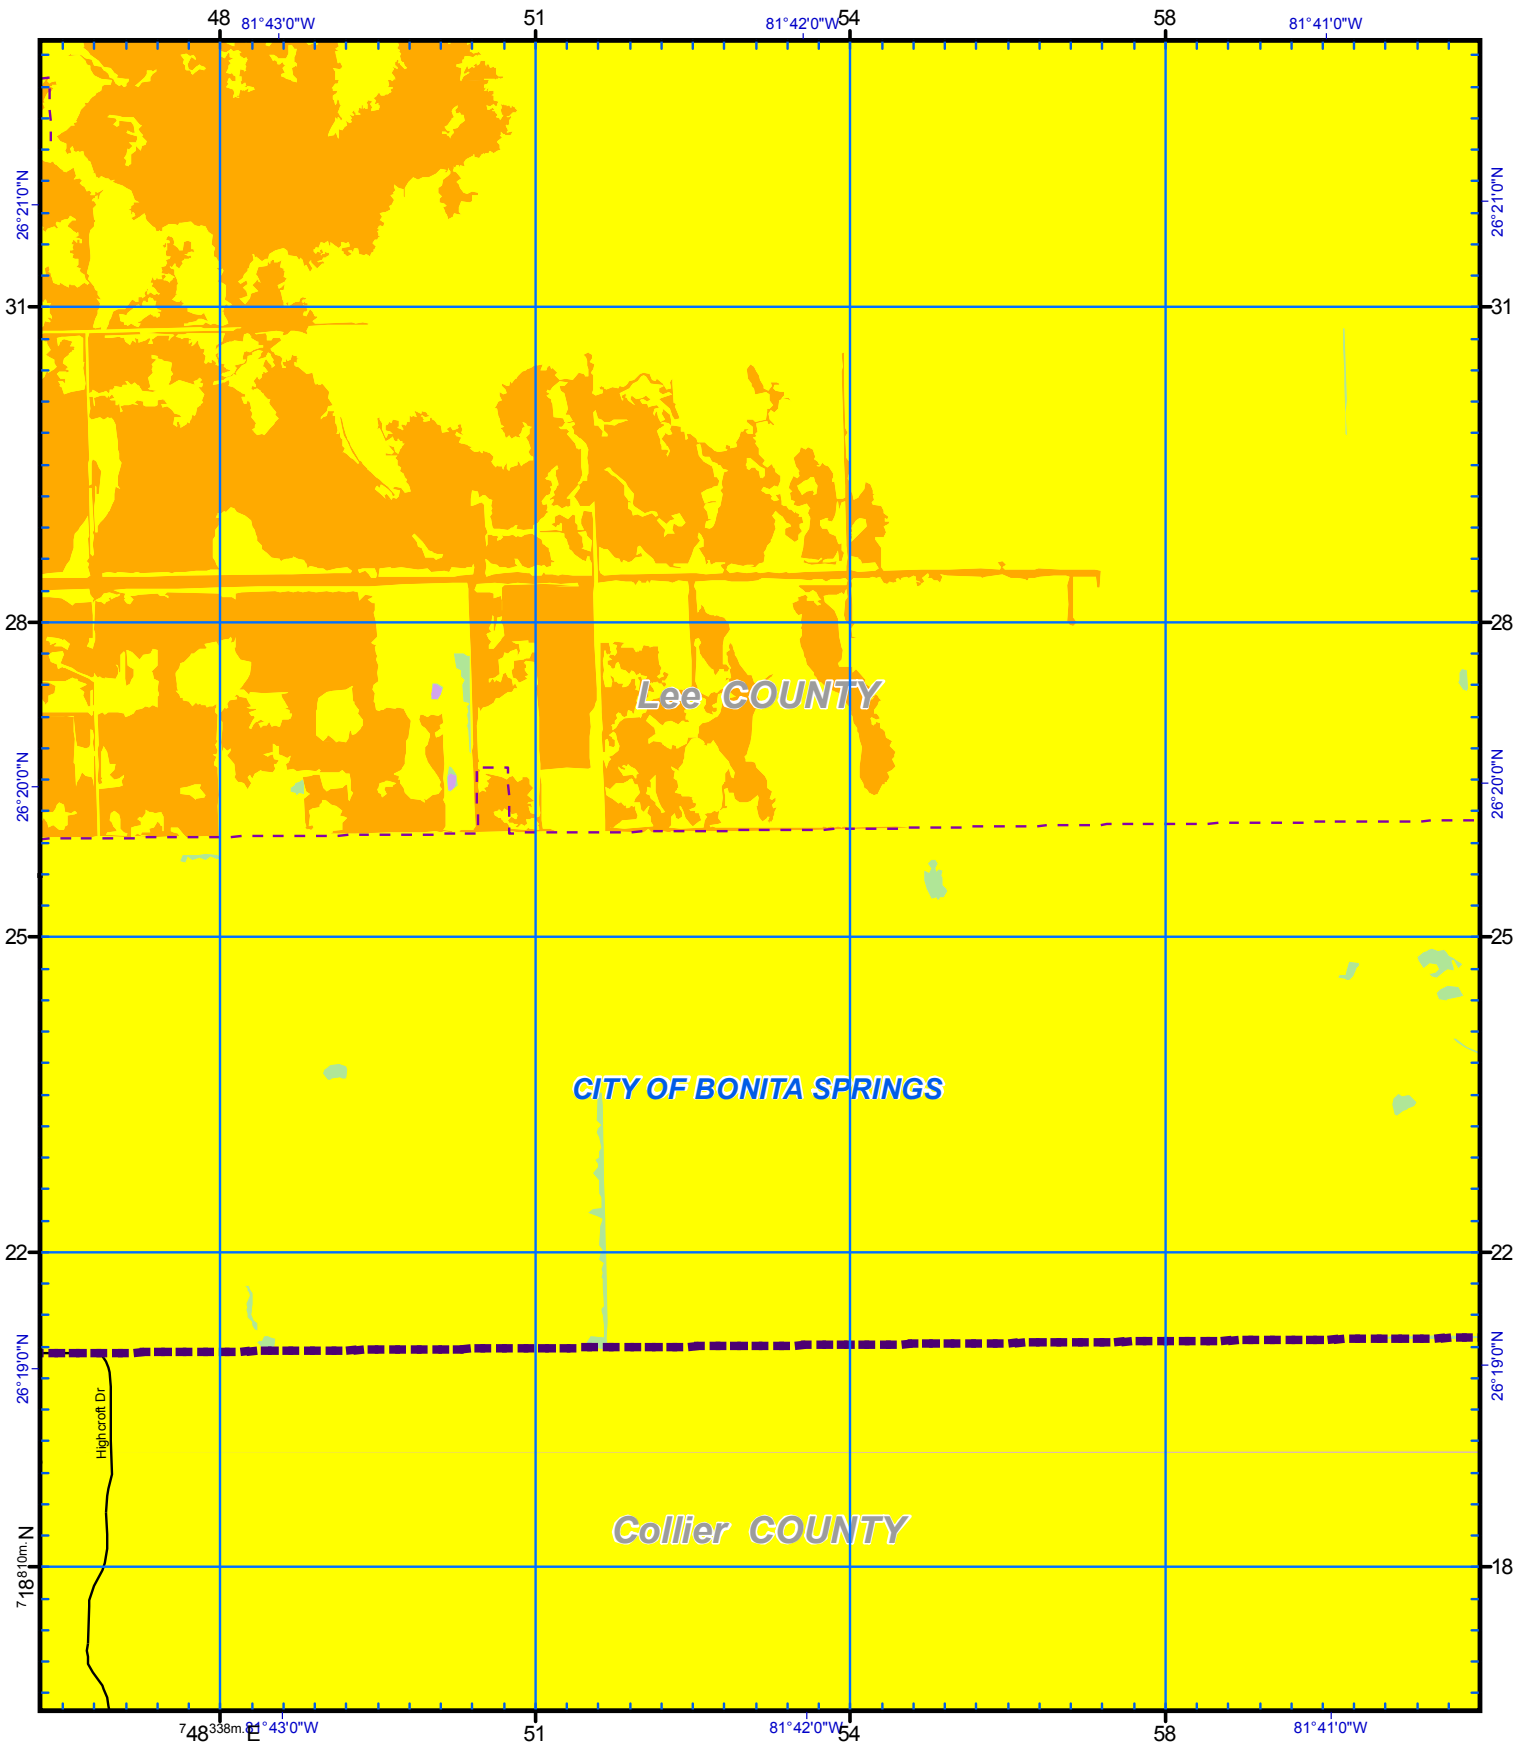 48 51 54 58
81°43'0"W 81°42'0"W 81°41'0"W
26°21'0"N 26°21'0"N
31 31
28 28
Lee COUNTY
26°20'0"N 26°20'0"N
25 25
CITY OF BONITA SPRINGS
22 22
26°19'0"N 26°19'0"N
Highcroft Dr
Collier COUNTY
7 18 810m. N 18
7 48 338m. E 51 54 58
81°43'0"W 81°42'0"W 81°41'0"W